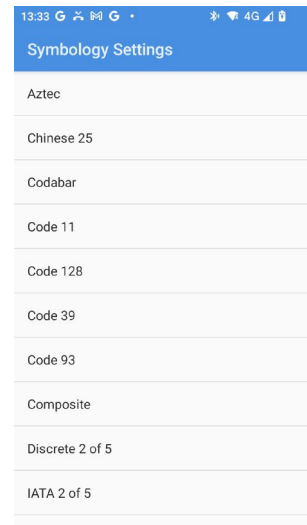 13:33 G G • 4G
Symbology Settings
Aztec
Chinese 25
Codabar
Code 11
Code 128
Code 39
Code 93
Composite
Discrete 2 of 5
IATA 2 of 5